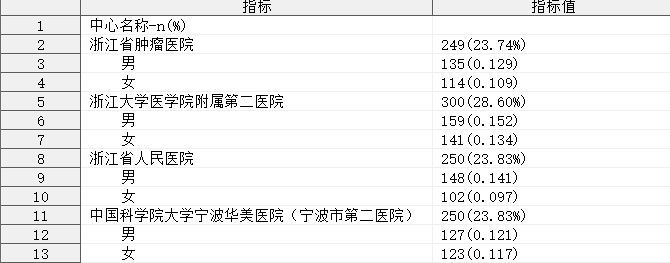 指标 指标值
1 中心名称-n(%)
2 浙江省肿瘤医院 249(23.74%)
3 男 135(0.129)
4 女 114(0.109)
5 浙江大学医学院附属第二医院 300(28.60%)
6 男 159(0.152)
7 女 141(0.134)
8 浙江省人民医院 250(23.83%)
9 男 148(0.141)
10 女 102(0.097)
11 中国科学院大学宁波华美医院（宁波市第二医院） 250(23.83%)
12 男 127(0.121)
13 女 123(0.117)